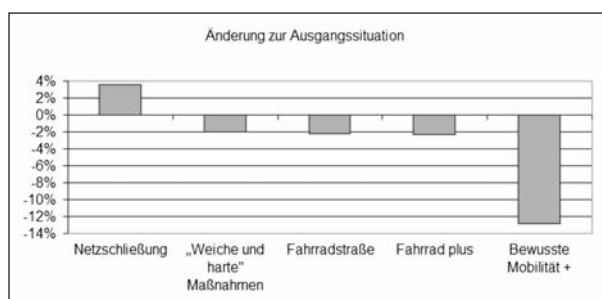 Änderung zur Ausgangssituation
4%
2%
0%
-2%
-4%
-6%
-8%
-10%
-12%
-14%
Netzschließung
„Weiche und
harte"
Maßnahmen
Fahrradstraße
Fahrrad plus
Bewusste
Mobilität +